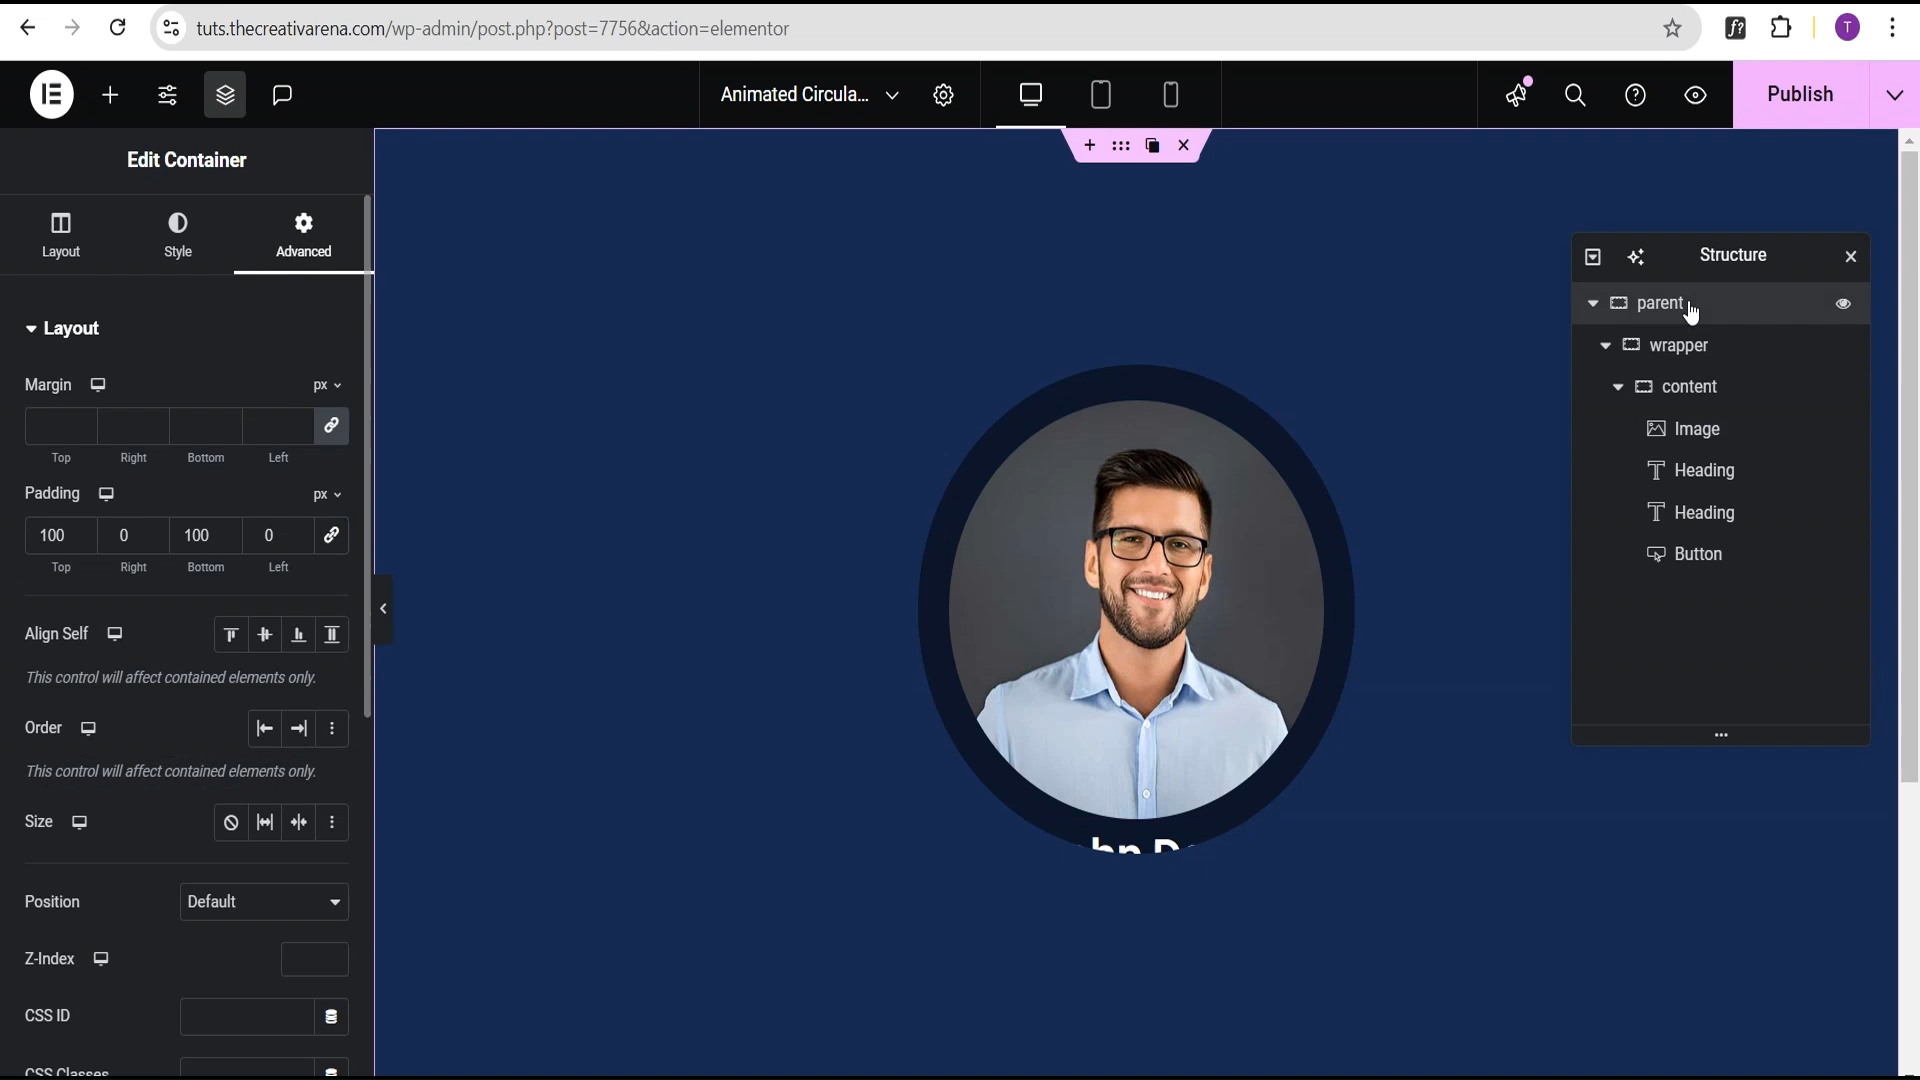 tuts.thecreativarena.com/wp-admin/post.php?post=7756&action=elementor
T
Animated Circula...
Publish
Edit Container
Layout
Style
Advanced
Layout
Margin
px
Top
Right
Bottom
Left
Padding
px
100
0
100
0
Top
Right
Bottom
Left
Align Self
This control will affect contained elements only.
Order
This control will affect contained elements only.
Size
Position
Default
Z-Index
CSS ID
CSS Classes
Structure
parent
wrapper
content
Image
Heading
Heading
Button